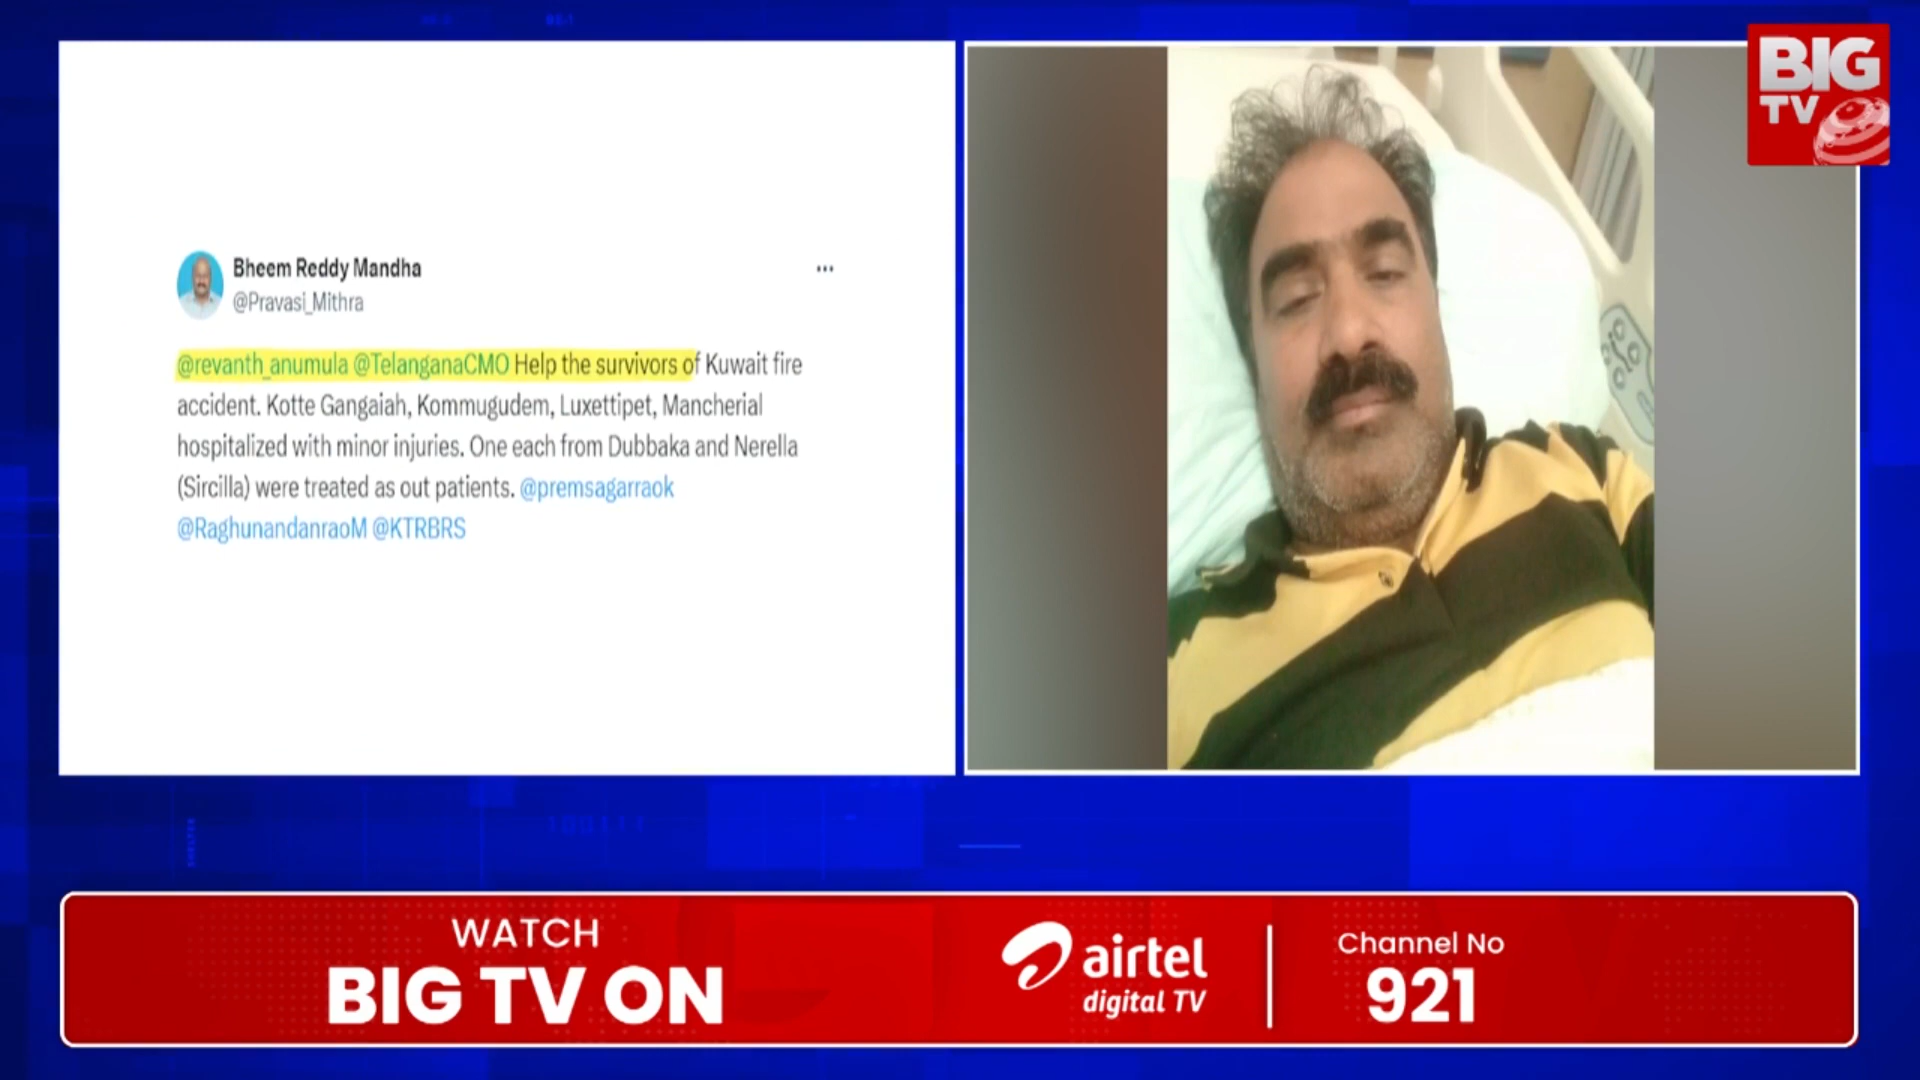 BIG
TV
Bheem Reddy Mandha
...
@Pravasi_Mithra
@revanth_anumula @TelanganaCMO Help the survivors of Kuwait fire
accident. Kotte Gangaiah, Kommugudem, Luxettipet, Mancherial
hospitalized with minor injuries. One each from Dubbaka and Nerella
(Sircilla) were treated as out patients. @premsagarraok
@RaghunandanraoM @KTRBRS
WATCH
BIG TV ON
airtel
digital TV
Channel No
921